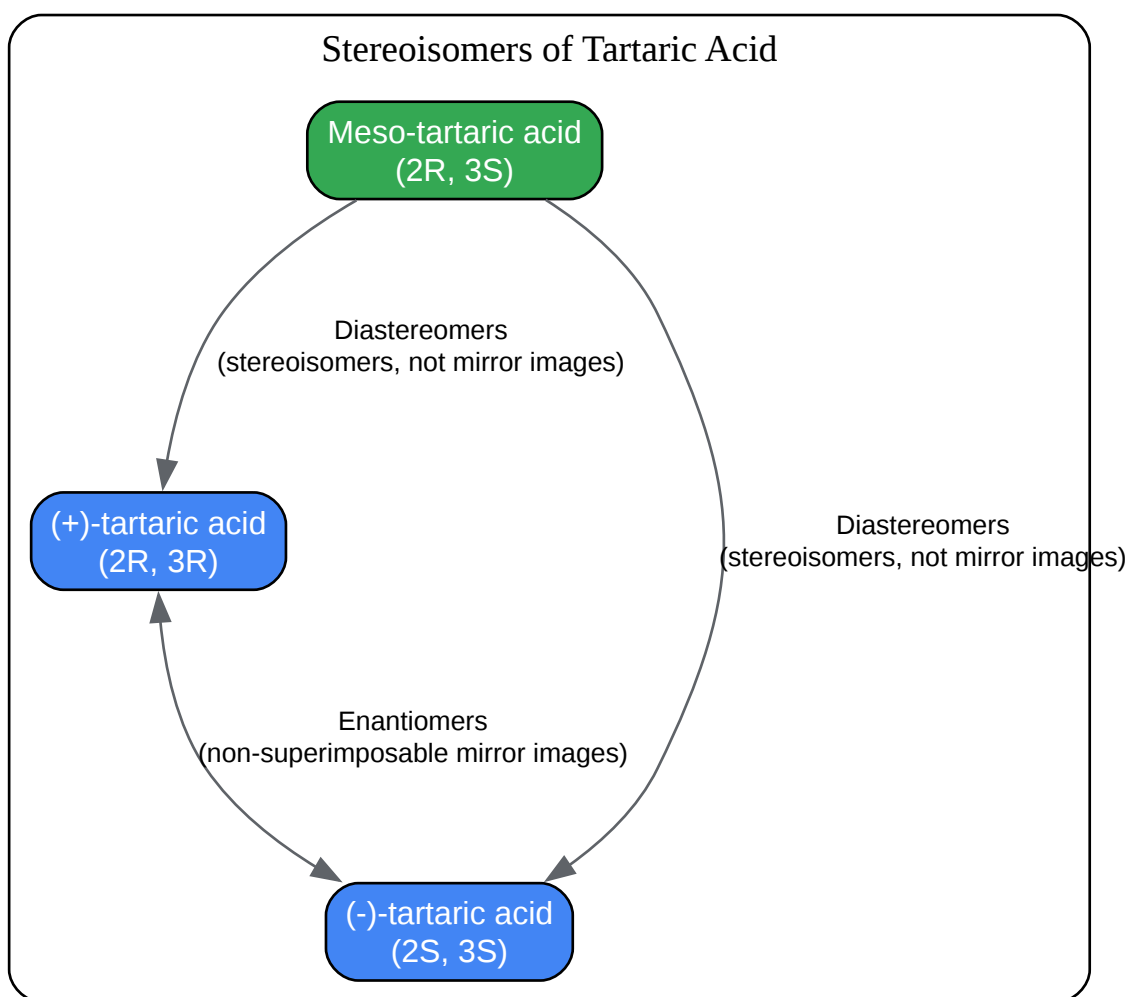 Stereoisomers of Tartaric Acid
Meso-tartaric acid
(2R, 3S)
Diastereomers
(stereoisomers, not mirror images)
(+)-tartaric acid
(2R, 3R)
Diastereomers
(stereoisomers, not mirror images)
Enantiomers
(non-superimposable mirror images)
(-)-tartaric acid
(2S, 3S)